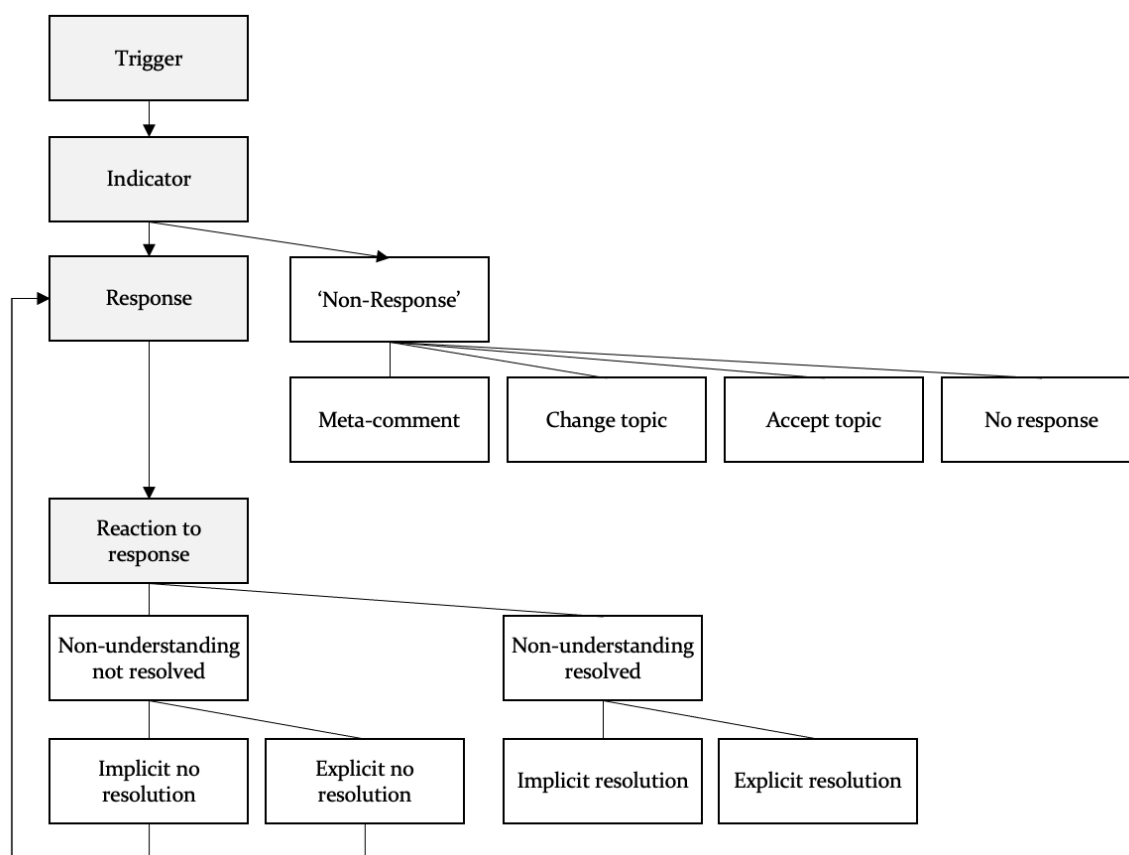 Trigger
Indicator
Response
‘Non-Response’
Meta-comment
Change topic
Accept topic
No response
Reaction to
response
Non-understanding
not resolved
Non-understanding
resolved
Implicit no
resolution
Explicit no
resolution
Implicit resolution
Explicit resolution